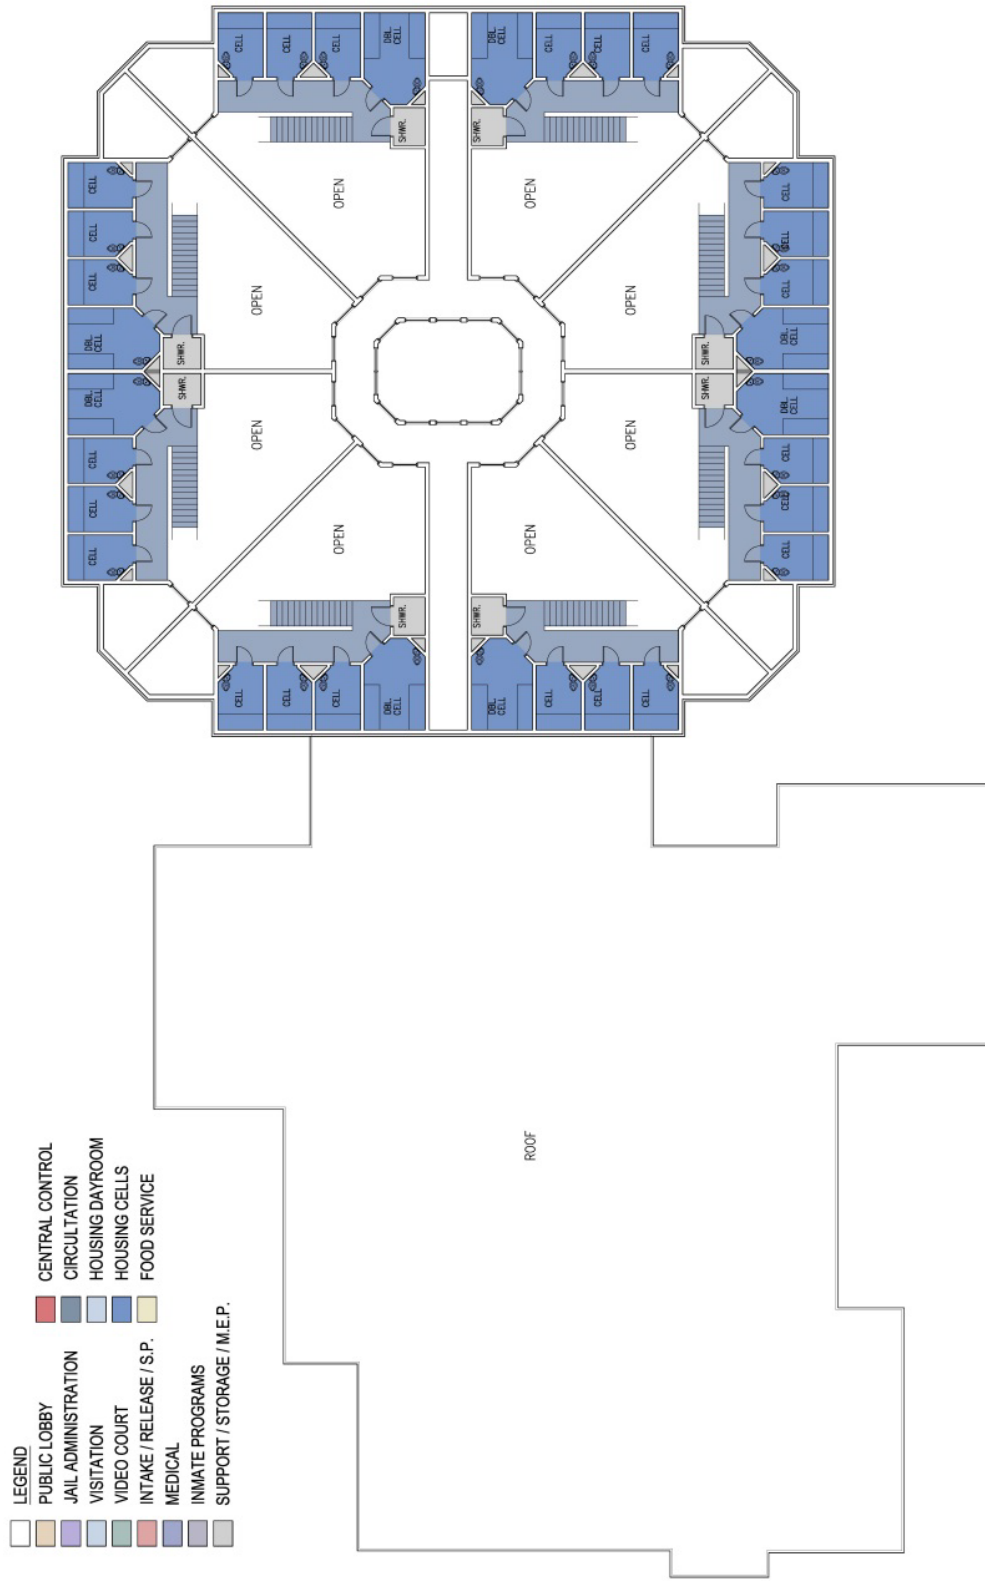 LEGEND
PUBLIC LOBBY
JAIL ADMINISTRATION
VISITATION
VIDEO COURT
INTAKE / RELEASE / S.P.
MEDICAL
INMATE PROGRAMS
SUPPORT / STORAGE / M.E.P.
CENTRAL CONTROL
CIRCULTATION
HOUSING DAYROOM
HOUSING CELLS
FOOD SERVICE
CELL
CELL
CELL
DBL.
CELL
DBL.
CELL
CELL
CELL
CELL
SHWR.
SHWR.
CELL
CELL
OPEN
OPEN
CELL
CELL
CELL
OPEN
OPEN
CELL
DBL.
CELL
SHWR.
SHWR.
DBL.
CELL
DBL.
CELL
SHWR.
SHWR.
DBL.
CELL
ROOF
OPEN
OPEN
CELL
CELL
CELL
CELL
OPEN
OPEN
CELL
CELL
SHWR.
SHWR.
CELL
CELL
CELL
DBL.
CELL
DBL.
CELL
CELL
CELL
CELL